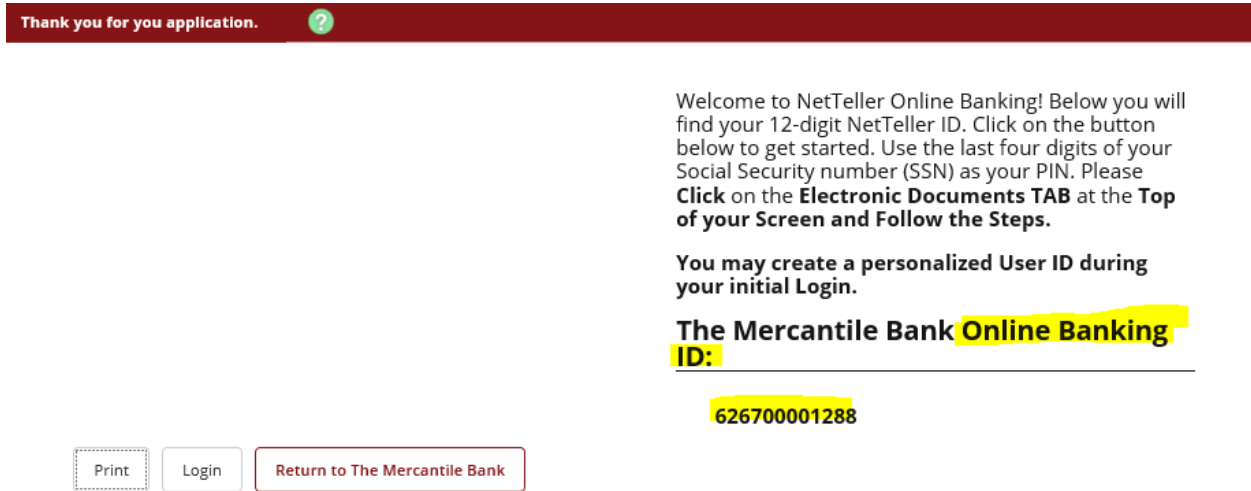 Thank you for you application.
?
Welcome to NetTeller Online Banking! Below you will
find your 12-digit NetTeller ID. Click on the button
below to get started. Use the last four digits of your
Social Security number (SSN) as your PIN. Please
Click on the Electronic Documents TAB at the Top
of your Screen and Follow the Steps.
You may create a personalized User ID during
your initial Login.
The Mercantile Bank Online Banking
ID:
626700001288
Print Login Return to The Mercantile Bank